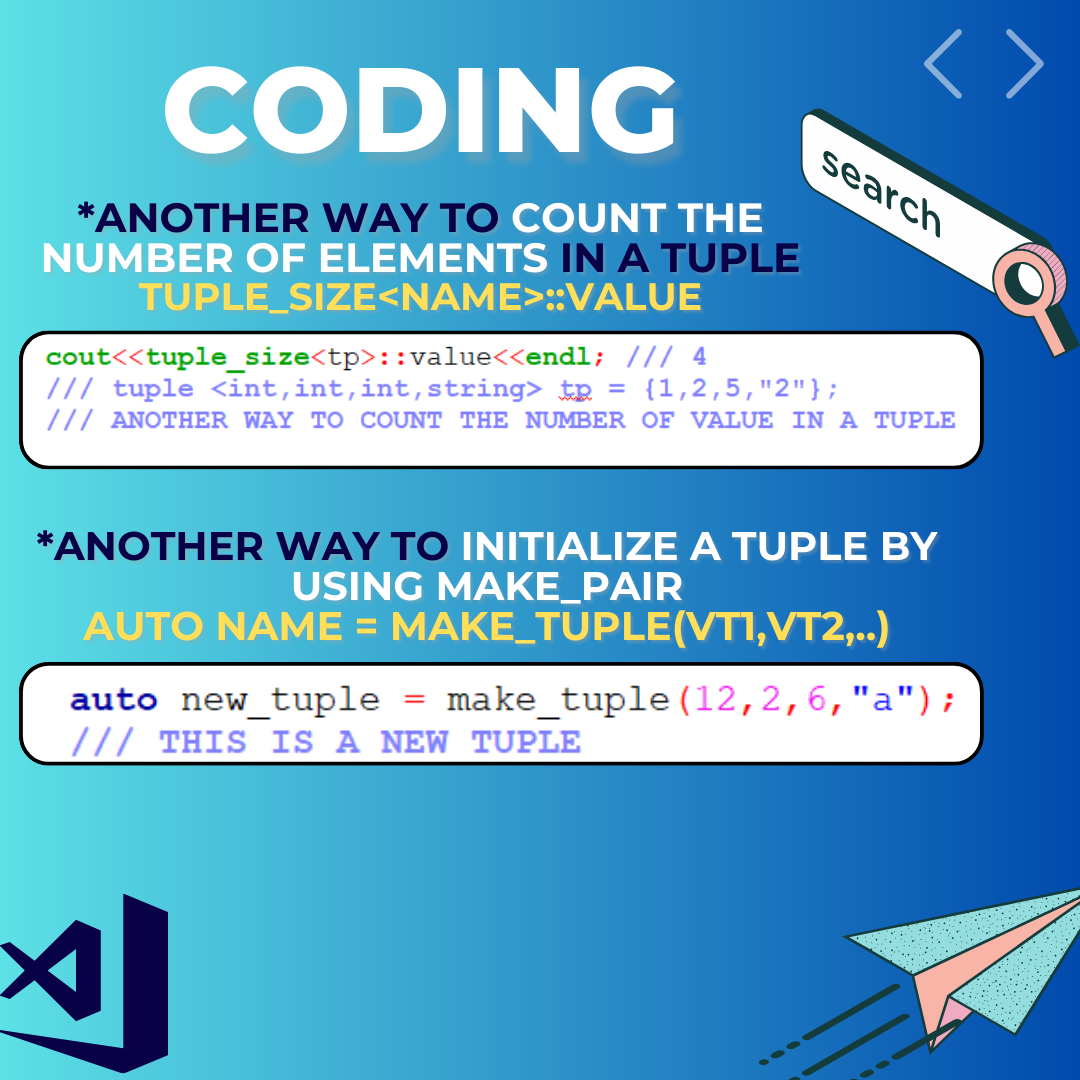 CODING
search
*ANOTHER WAY TO COUNT THE
NUMBER OF ELEMENTS IN A TUPLE
TUPLE_SIZE<NAME>::VALUE
cout<<tuple_size<tp>::value<<endl; /// 4
/// tuple <int,int,int,string> tp = {1,2,5,"2"};
/// ANOTHER WAY TO COUNT THE NUMBER OF VALUE IN A TUPLE
*ANOTHER WAY TO INITIALIZE A TUPLE BY
USING MAKE_PAIR
AUTO NAME = MAKE_TUPLE(VT1,VT2,..)
auto new_tuple = make_tuple(12,2,6,"a");
/// THIS IS A NEW TUPLE